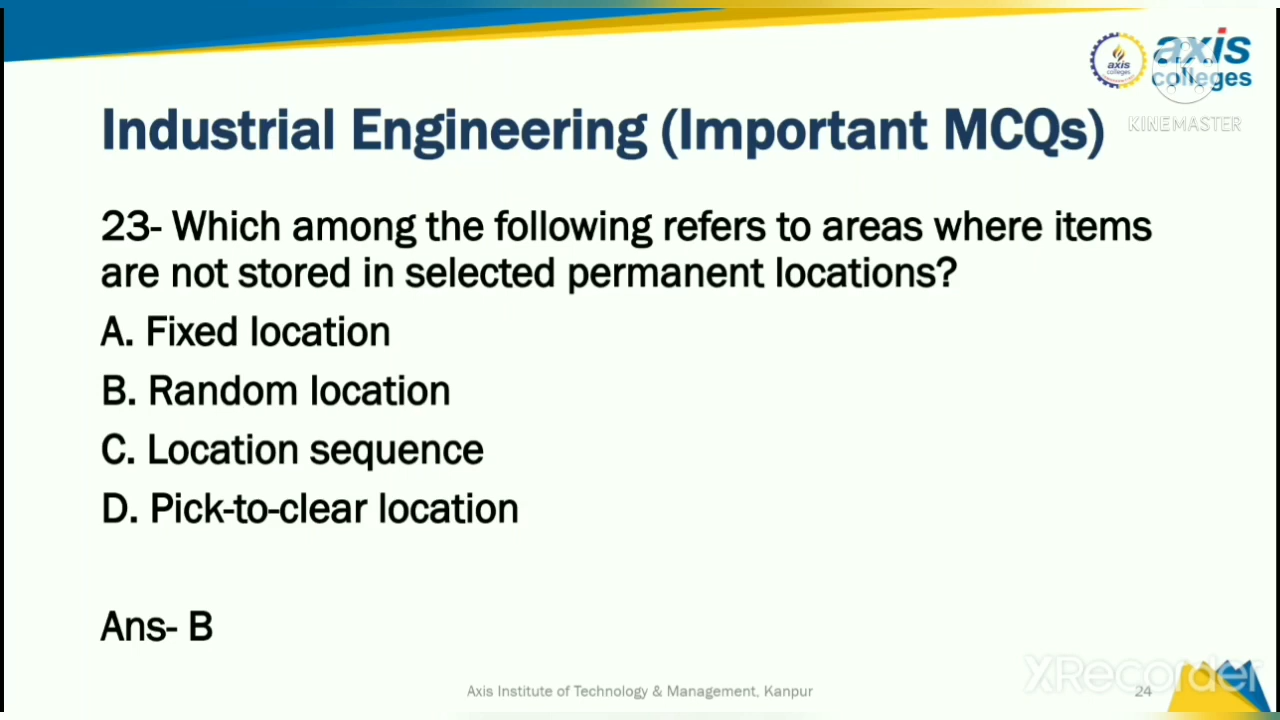 axis
colleges
axis
colleges
KINEMASTER
Industrial Engineering (Important MCQs)
23- Which among the following refers to areas where items
are not stored in selected permanent locations?
A. Fixed location
B. Random location
C. Location sequence
D. Pick-to-clear location
Ans- B
XRecorder
Axis Institute of Technology & Management, Kanpur
24